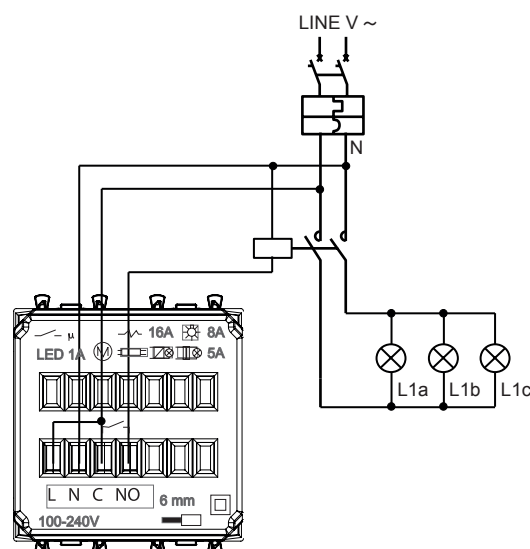 LINE V ~
N
µ 16A 8A
LED 1A M 5A
L1a L1b L1c
L N C NO
6 mm
100-240V